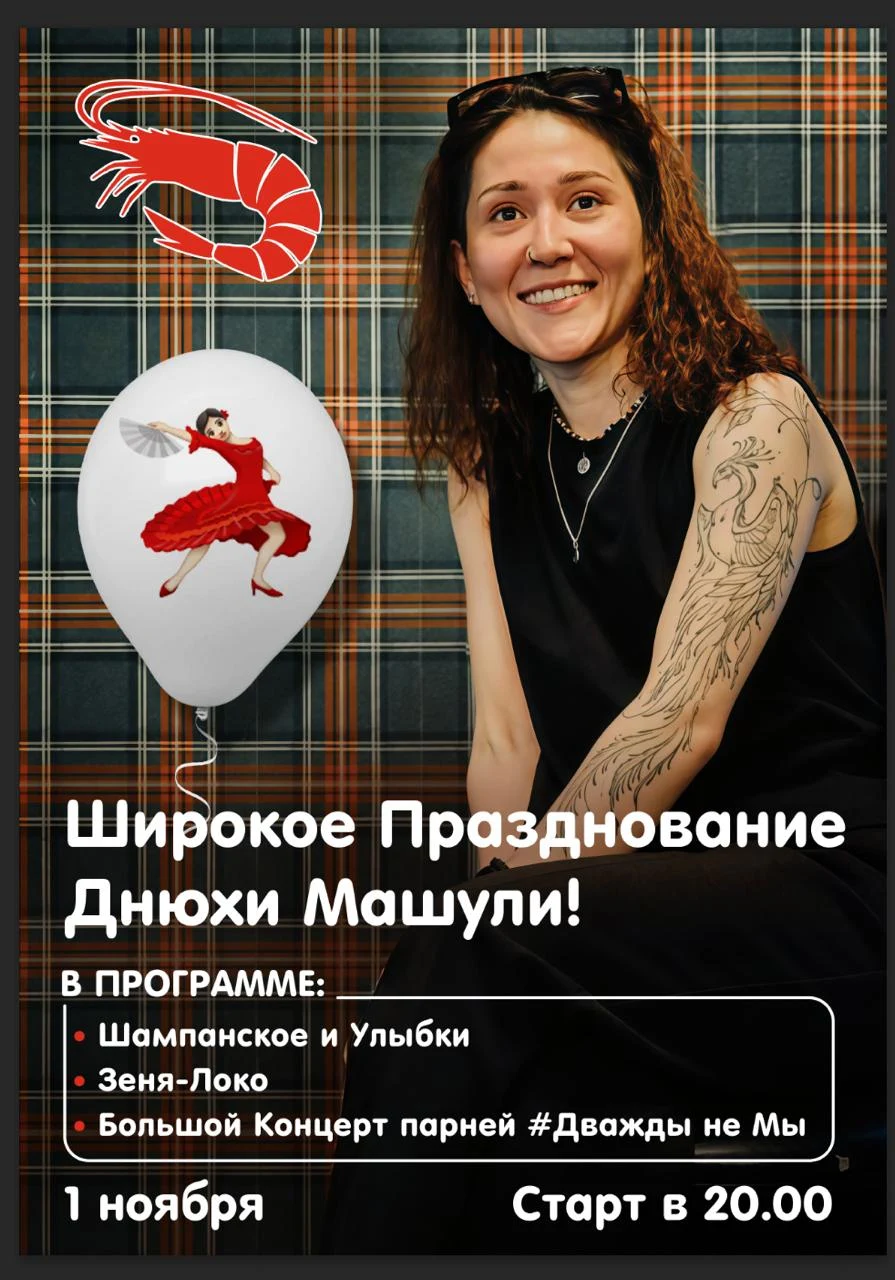 Широкое Празднование
Днюхи Машули!
В ПРОГРАММЕ:
• Шампанское и Улыбки
• Зеня-Локо
• Большой Концерт парней #Дважды не Мы
1 ноября
Старт в 20.00